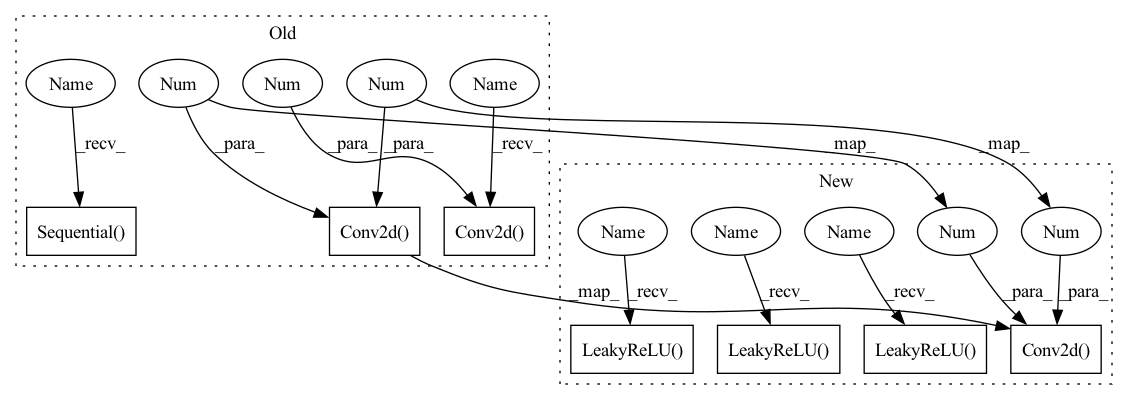 Old
Name
Num
Num
Num
Name
_recv_
_para_
_para_
_para_
_recv_
_map_
_map_
Sequential()
Conv2d()
Conv2d()
New
Name
Name
Name
Num
Num
_map_
_recv_
_recv_
_recv_
_para_
_para_
LeakyReLU()
LeakyReLU()
LeakyReLU()
Conv2d()